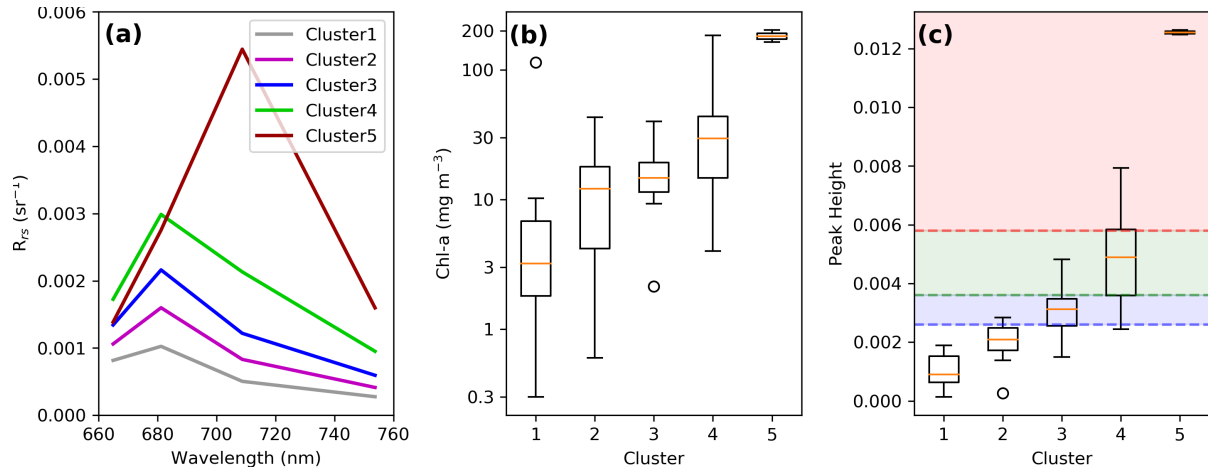 (a)
Cluster1
Cluster2
Cluster3
Cluster4
Cluster5
0.006
0.005
0.004
0.003
0.002
0.001
0.000
660 680 700 720 740 760
Wavelength (nm)
Rrs (sr⁻¹)
(b)
200
100
30
10
3
1
0.3
1 2 3 4 5
Cluster
Chl-a (mg m⁻³)
(c)
0.012
0.010
0.008
0.006
0.004
0.002
0.000
1 2 3 4 5
Cluster
Peak Height